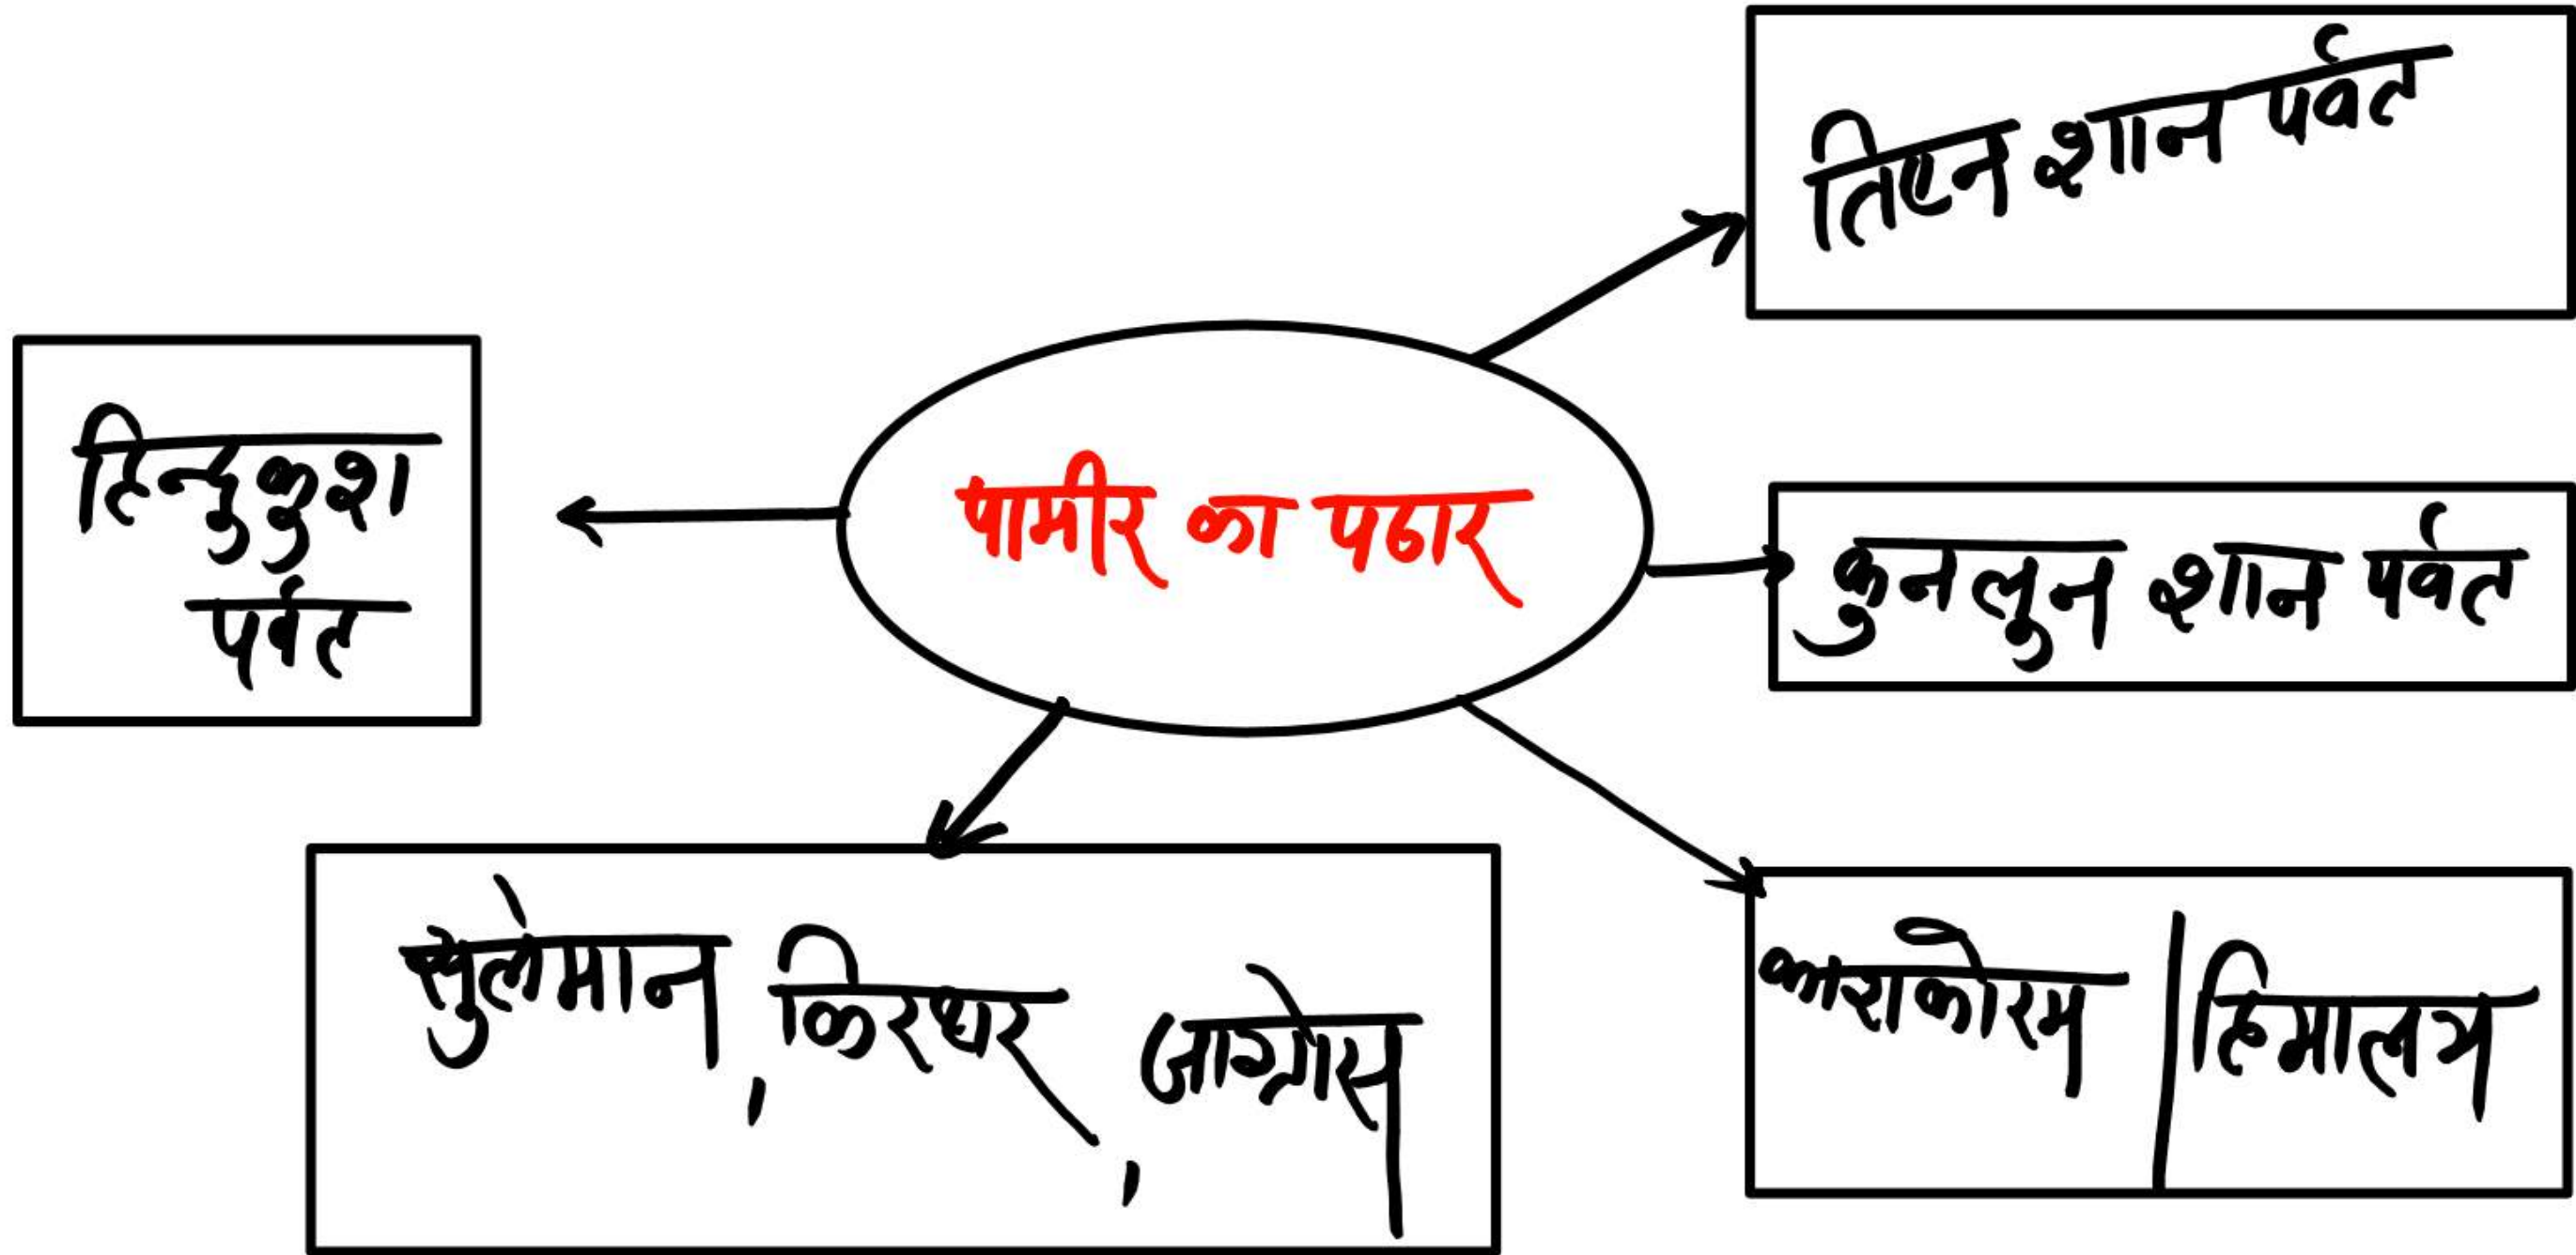 तिएन शान पर्वत
हिन्दुकुश
पर्वत
पामीर का पठार
कुनलुन शान पर्वत
सुलेमान, किरथर, जाग्रोस
काराकोरम | हिमालय